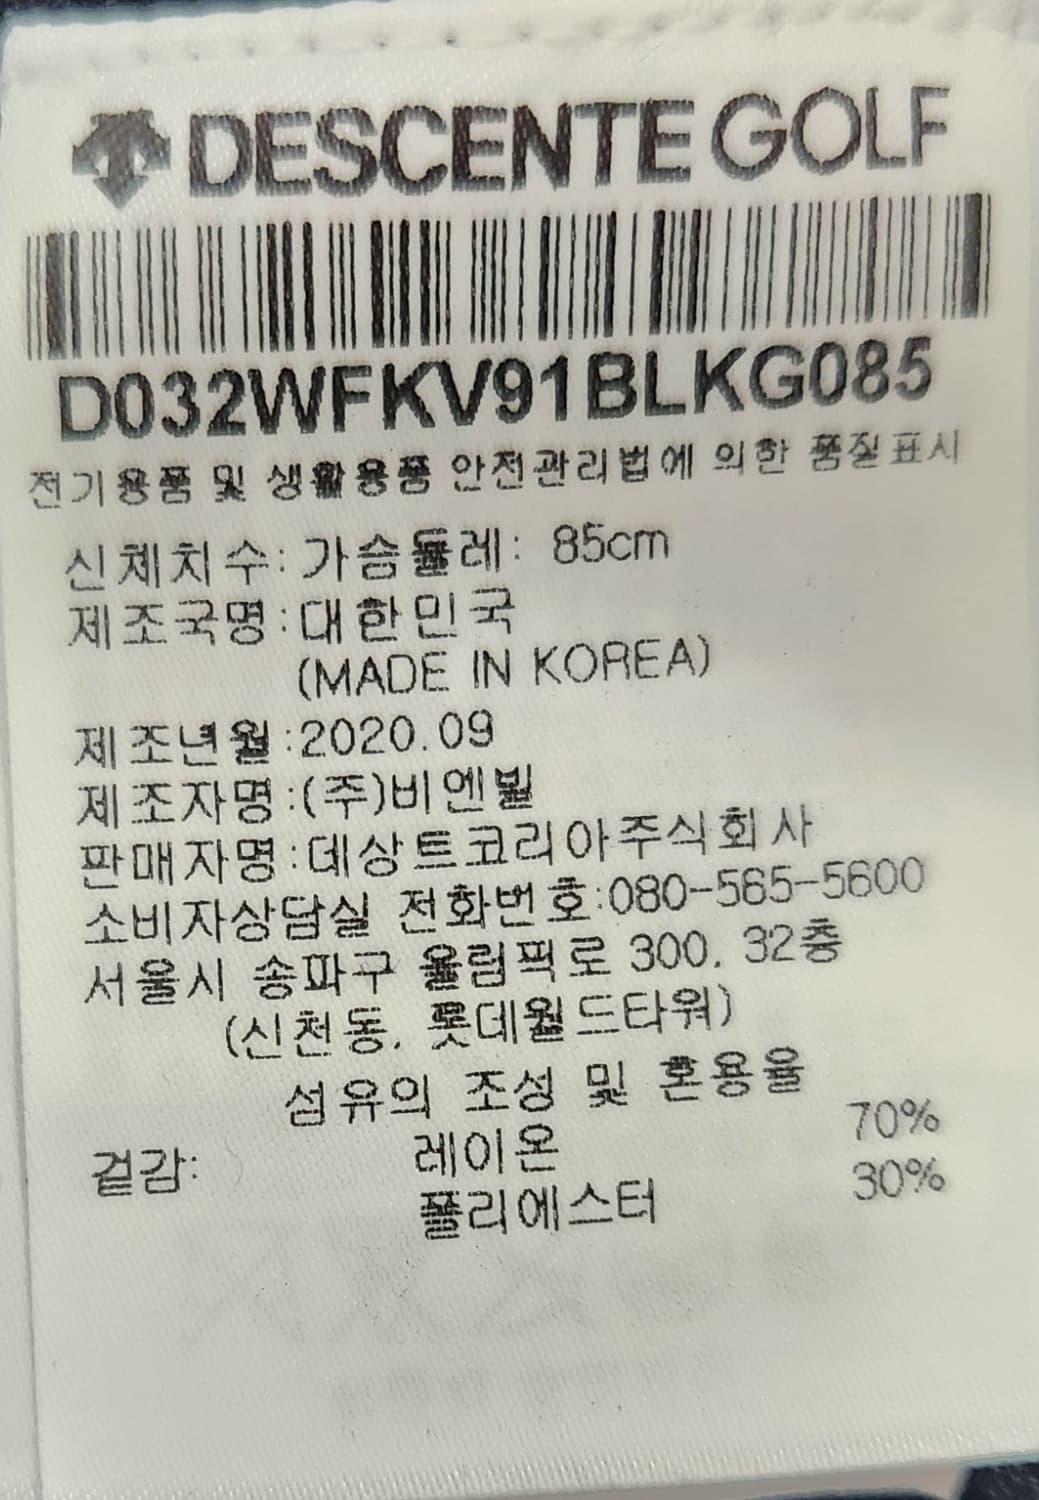 DESCENTE GOLF
D032WFKV91BLKG085
전기용품 및 생활용품 안전관리법에 의한 품질표시
신체치수: 가슴둘레: 85cm
제조국명:대한민국
(MADE IN KOREA)
제조년월:2020.09
제조자명:(주)비엔빌
판매자명:데상트코리아주식회사
소비자상담실 전화번호:080-565-5600
서울시 송파구 올림픽로 300, 32층
(신천동, 롯데월드타워)
섬유의 조성 및 혼용율
겉감: 레이온 70%
폴리에스터 30%